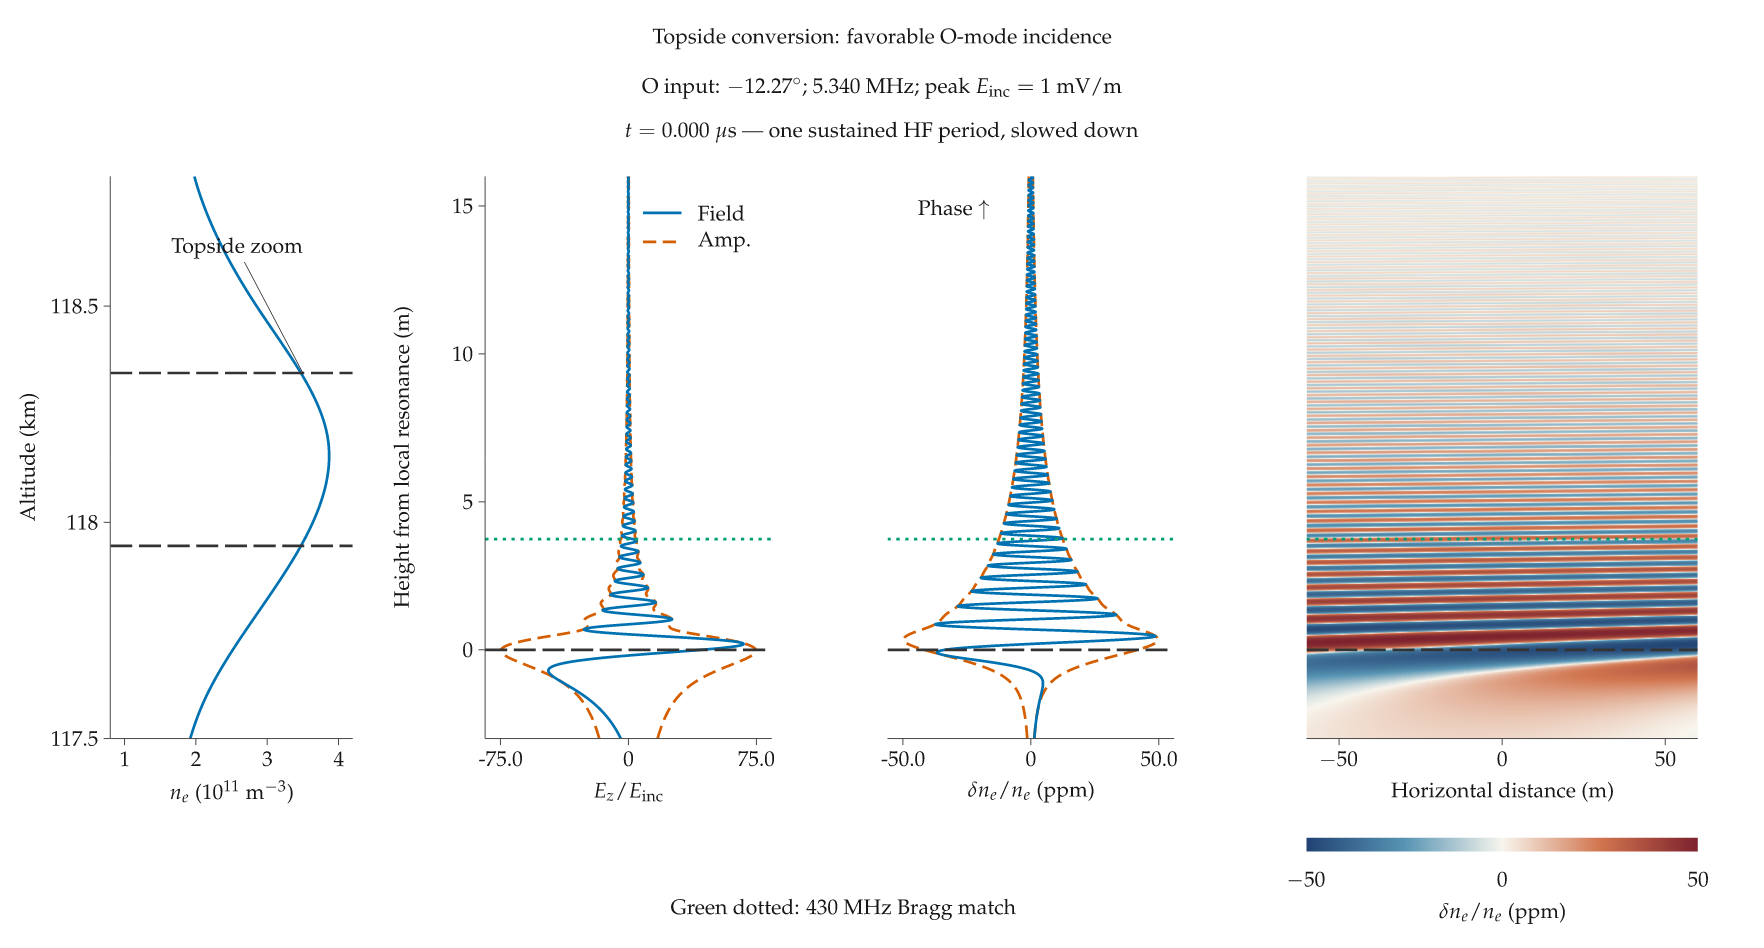 Topside conversion: favorable O-mode incidence
O input: −12.27°; 5.340 MHz; peak E_inc = 1 mV/m
t = 0.000 μs — one sustained HF period, slowed down
Altitude (km)
118.5
118
117.5
Topside zoom
1 2 3 4
n_e (10¹¹ m⁻³)
Height from local resonance (m)
15
10
5
0
Field
Amp.
-75.0 0 75.0
E_z/E_inc
Phase ↑
-50.0 0 50.0
δn_e/n_e (ppm)
−50 0 50
Horizontal distance (m)
−50 0 50
δn_e/n_e (ppm)
Green dotted: 430 MHz Bragg match